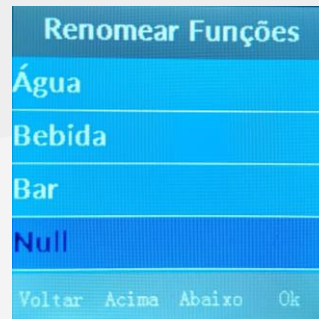 Renomear Funções
Água
Bebida
Bar
Null
Voltar Acima Abaixo Ok